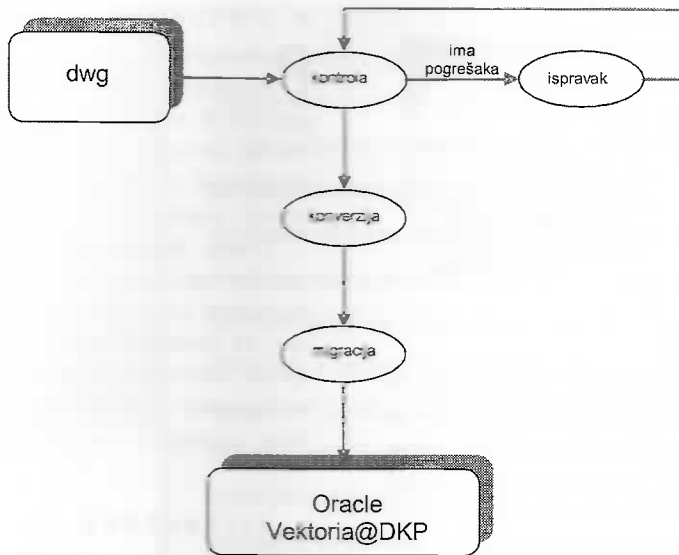 dwg
kontrola
ima
pogrešaka
ispravak
konverzija
migracija
Oracle
Vektoria@DKP